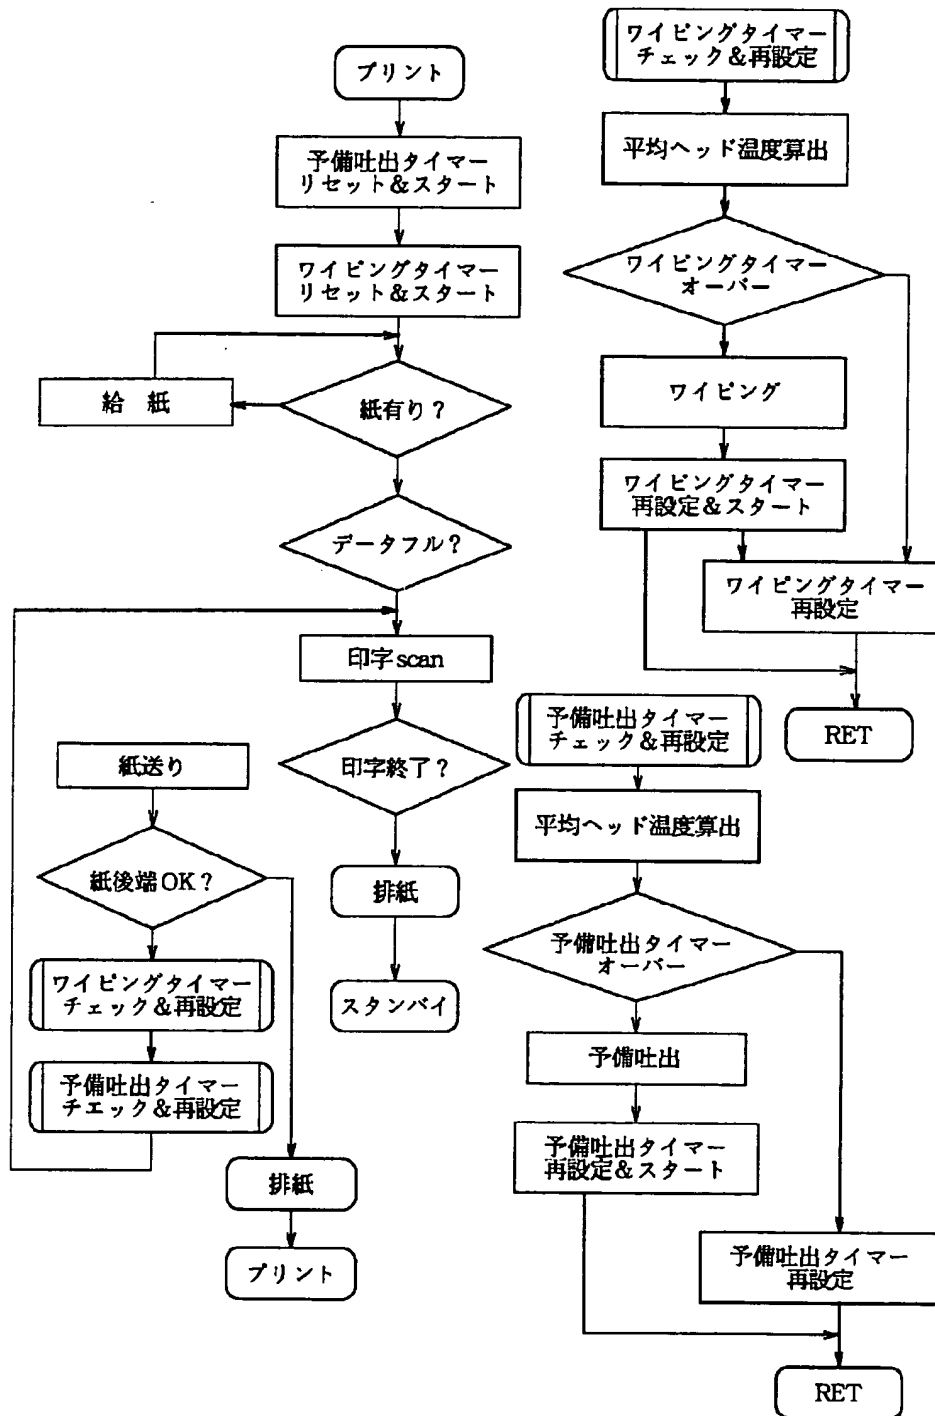 プリント
予備吐出タイマー
リセット&スタート
ワイピングタイマー
リセット&スタート
給 紙
紙有り?
データフル?
印字scan
印字終了?
排紙
スタンバイ
紙送り
紙後端OK?
ワイピングタイマー
チェック&再設定
予備吐出タイマー
チエック&再設定
排紙
プリント
ワイピングタイマー
チェック&再設定
平均ヘッド温度算出
ワイピングタイマー
オーバー
ワイピング
ワイピングタイマー
再設定&スタート
ワイピングタイマー
再設定
RET
予備吐出タイマー
チェック&再設定
平均ヘッド温度算出
予備吐出タイマー
オーバー
予備吐出
予備吐出タイマー
再設定&スタート
予備吐出タイマー
再設定
RET